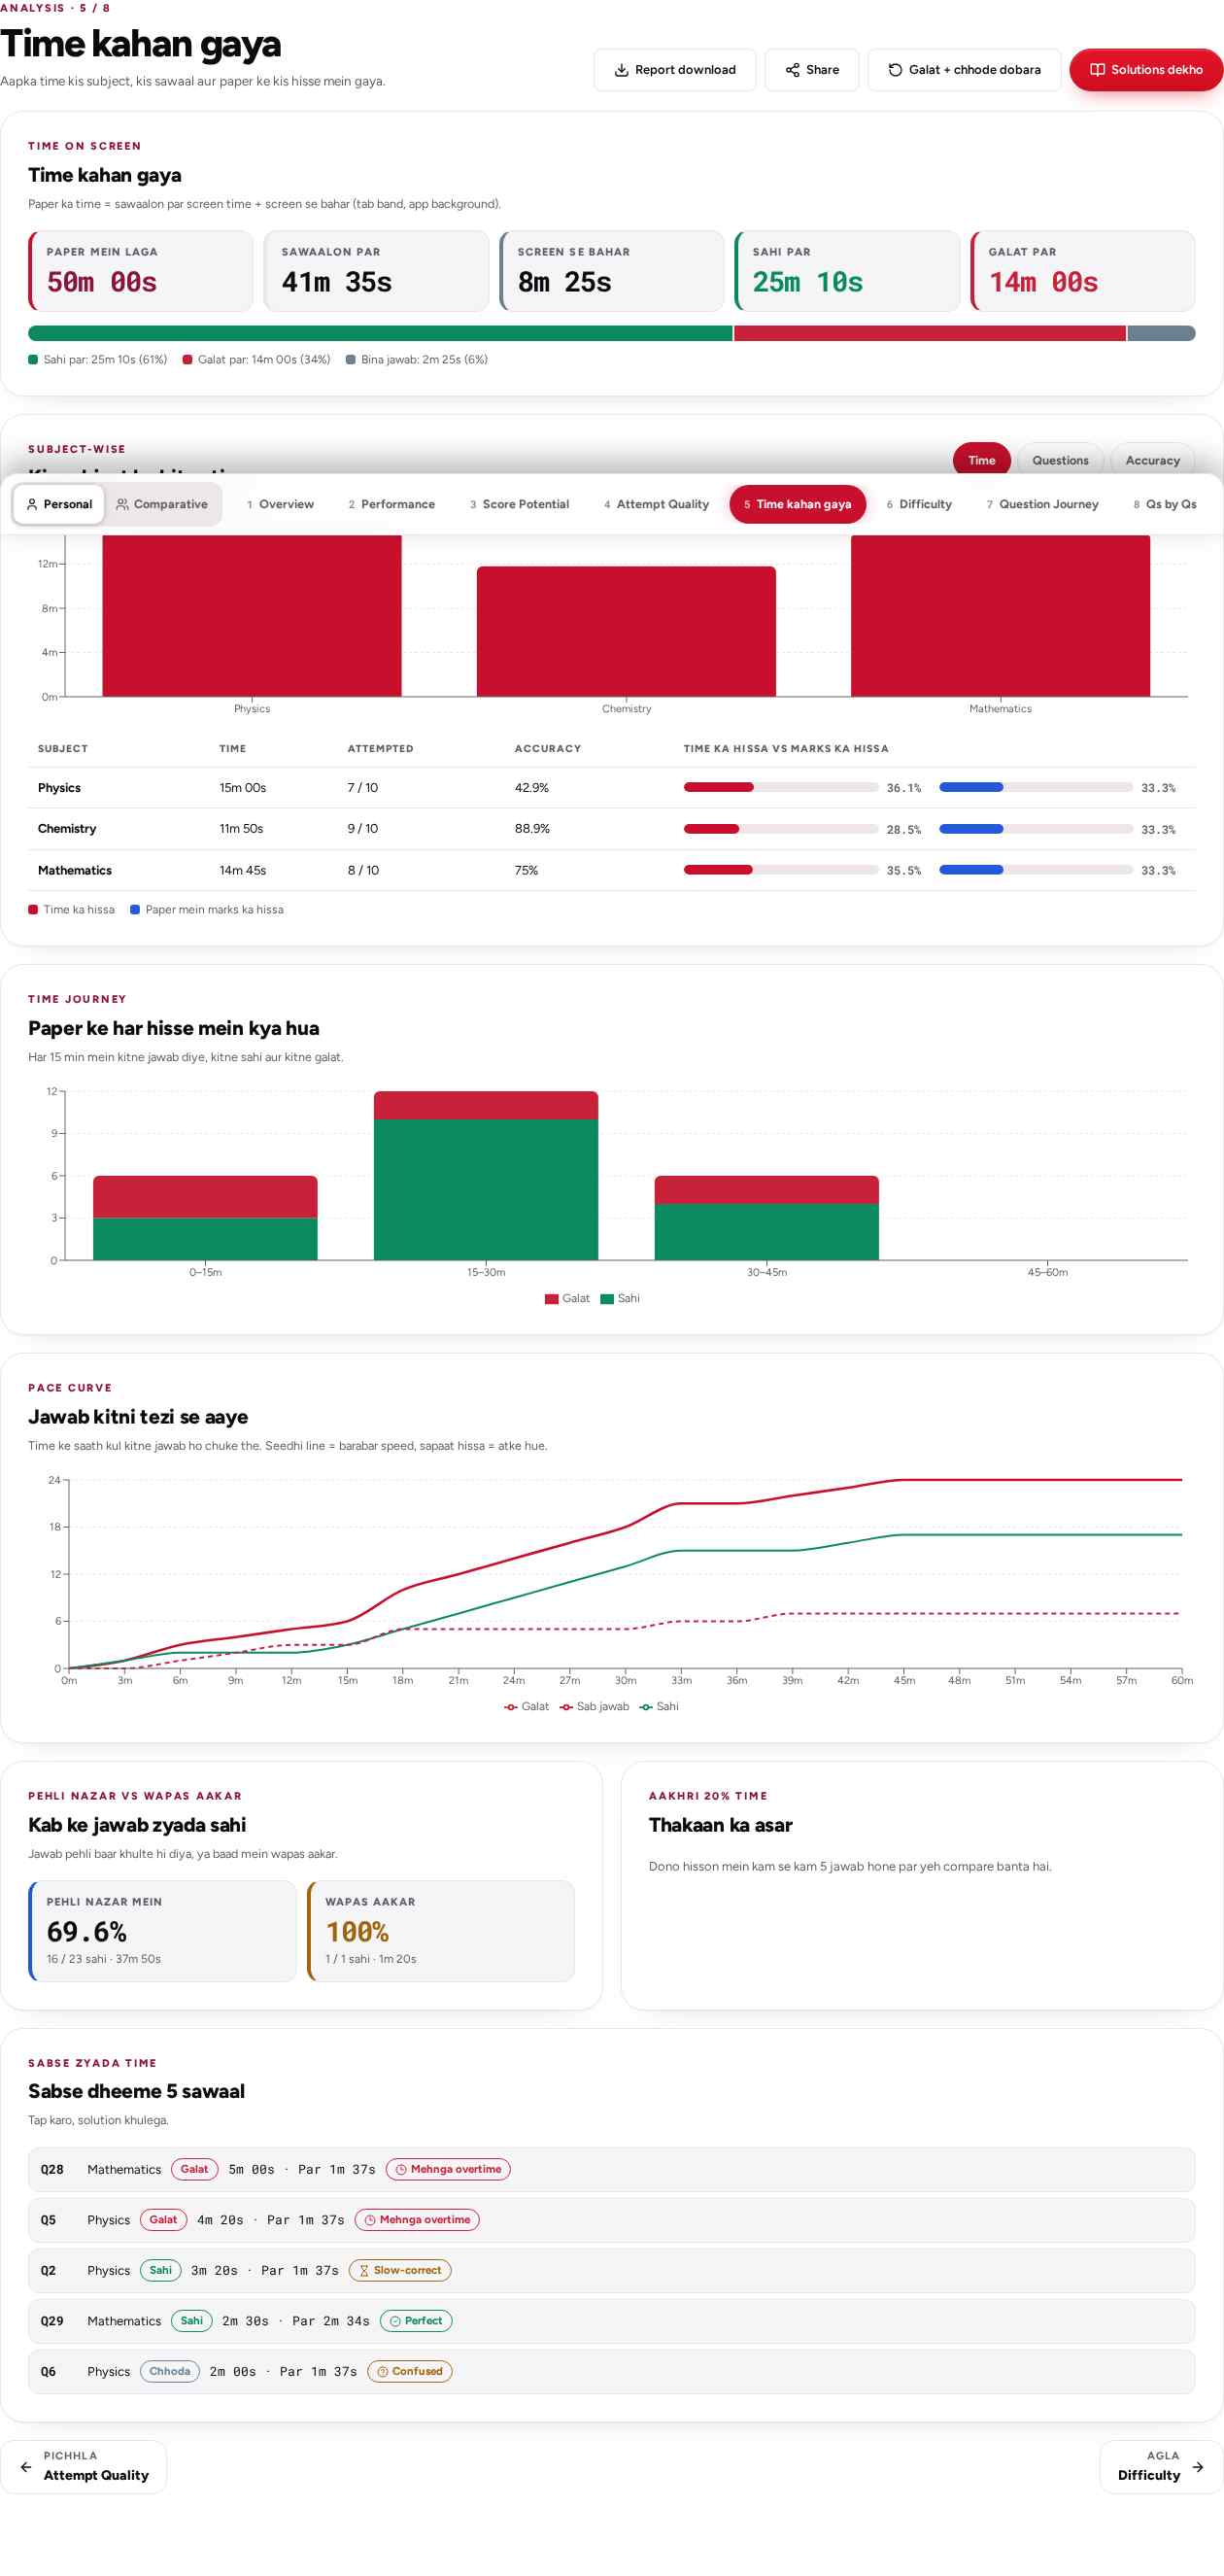 ANALYSIS · 5 / 8
Time kahan gaya
Aapka time kis subject, kis sawaal aur paper ke kis hisse mein gaya.
Report download
Share
Galat + chhode dobara
Solutions dekho
TIME ON SCREEN
Time kahan gaya
Paper ka time = sawaalon par screen time + screen se bahar (tab band, app background).
PAPER MEIN LAGA
50m 00s
SAWAALON PAR
41m 35s
SCREEN SE BAHAR
8m 25s
SAHI PAR
25m 10s
GALAT PAR
14m 00s
Sahi par: 25m 10s (61%)
Galat par: 14m 00s (34%)
Bina jawab: 2m 25s (6%)
SUBJECT-WISE
Time
Questions
Accuracy
Personal
Comparative
1 Overview
2 Performance
3 Score Potential
4 Attempt Quality
5 Time kahan gaya
6 Difficulty
7 Question Journey
8 Qs by Qs
12m
8m
4m
0m
Physics Chemistry Mathematics
SUBJECT TIME ATTEMPTED ACCURACY TIME KA HISSA VS MARKS KA HISSA
Physics 15m 00s 7 / 10 42.9% 36.1% 33.3%
Chemistry 11m 50s 9 / 10 88.9% 28.5% 33.3%
Mathematics 14m 45s 8 / 10 75% 35.5% 33.3%
Time ka hissa Paper mein marks ka hissa
TIME JOURNEY
Paper ke har hisse mein kya hua
Har 15 min mein kitne jawab diye, kitne sahi aur kitne galat.
12
9
6
3
0
0–15m 15–30m 30–45m 45–60m
Galat Sahi
PACE CURVE
Jawab kitni tezi se aaye
Time ke saath kul kitne jawab ho chuke the. Seedhi line = barabar speed, sapaat hissa = atke hue.
24
18
12
6
0
0m 3m 6m 9m 12m 15m 18m 21m 24m 27m 30m 33m 36m 39m 42m 45m 48m 51m 54m 57m 60m
Galat Sab jawab Sahi
PEHLI NAZAR VS WAPAS AAKAR
Kab ke jawab zyada sahi
Jawab pehli baar khulte hi diya, ya baad mein wapas aakar.
PEHLI NAZAR MEIN
69.6%
16 / 23 sahi · 37m 50s
WAPAS AAKAR
100%
1 / 1 sahi · 1m 20s
AAKHRI 20% TIME
Thakaan ka asar
Dono hisson mein kam se kam 5 jawab hone par yeh compare banta hai.
SABSE ZYADA TIME
Sabse dheeme 5 sawaal
Tap karo, solution khulega.
Q28 Mathematics Galat 5m 00s · Par 1m 37s Mehnga overtime
Q5 Physics Galat 4m 20s · Par 1m 37s Mehnga overtime
Q2 Physics Sahi 3m 20s · Par 1m 37s Slow-correct
Q29 Mathematics Sahi 2m 30s · Par 2m 34s Perfect
Q6 Physics Chhoda 2m 00s · Par 1m 37s Confused
PICHHLA
Attempt Quality
AGLA
Difficulty